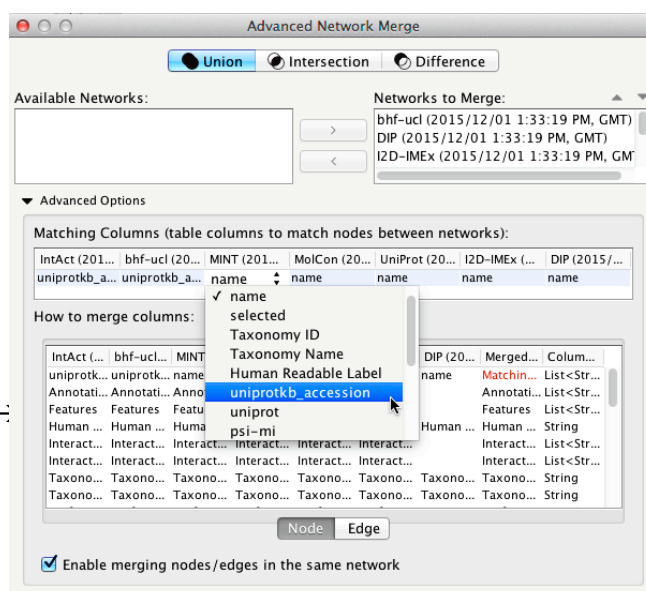 Advanced Network Merge
Union Intersection Difference
Available Networks: Networks to Merge:
bhf-ucl (2015/12/01 1:33:19 PM, GMT)
DIP (2015/12/01 1:33:19 PM, GMT)
I2D-IMEx (2015/12/01 1:33:19 PM, GM
>
<
Advanced Options
Matching Columns (table columns to match nodes between networks):
IntAct (201... bhf-ucl (20... MINT (201... MolCon (20... UniProt (20... I2D-IMEx (... DIP (2015/...
uniprotkb_a... uniprotkb_a... name name name name name
✓ name
selected
Taxonomy ID
Taxonomy Name
Human Readable Label
uniprotkb_accession
uniprot
psi-mi
How to merge columns:
IntAct (... bhf-ucl... MINT DIP (20... Merged... Colum...
uniprotk... uniprotk... name name Matchin... List<Str...
Annotati... Annotati... Anno Annotati... List<Str...
Features Features Featu Features List<Str...
Human ... Human ... Huma Human ... Human ... String
Interact... Interact... Interact... Interact... Interact... Interact... List<Str...
Interact... Interact... Interact... Interact... Interact... Interact... List<Str...
Taxono... Taxono... Taxono... Taxono... Taxono... Taxono... Taxono... String
Taxono... Taxono... Taxono... Taxono... Taxono... Taxono... Taxono... String
Node Edge
Enable merging nodes/edges in the same network